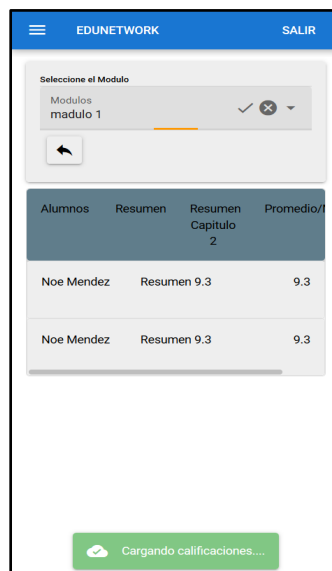 EDUNETWORK SALIR
Seleccione el Modulo
Modulos
madulo 1
Alumnos Resumen Resumen Promedio/
Capitulo
2
Noe Mendez Resumen 9.3 9.3
Noe Mendez Resumen 9.3 9.3
Cargando calificaciones....